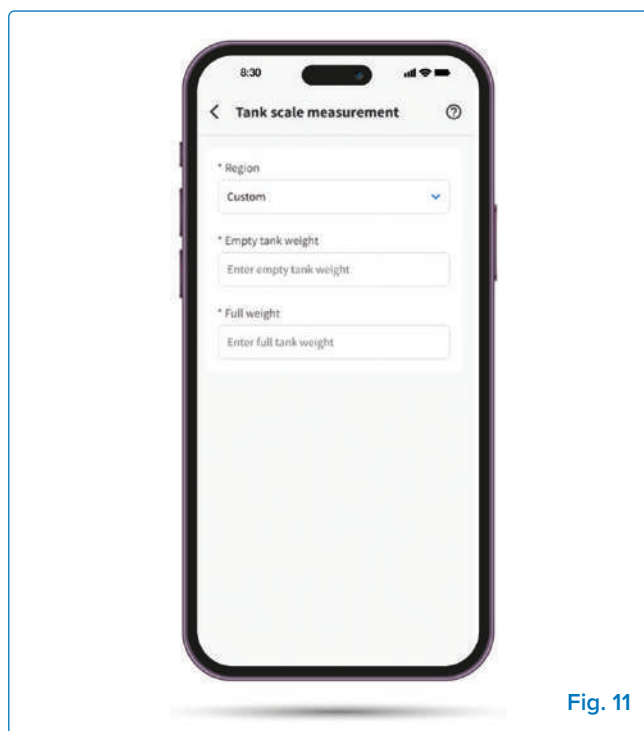 8:30
Tank scale measurement
* Region
Custom
* Empty tank weight
Enter empty tank weight
* Full weight
Enter full tank weight
Fig. 11